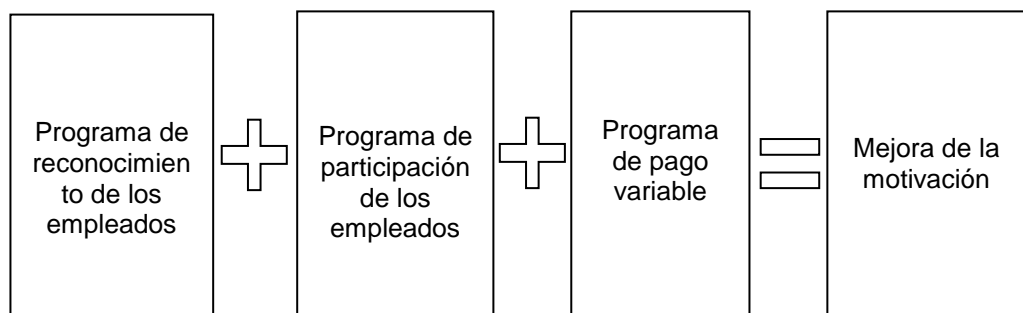 Programa de
reconocimien
to de los
empleados
Programa de
participación
de los
empleados
Programa
de pago
variable
Mejora de la
motivación